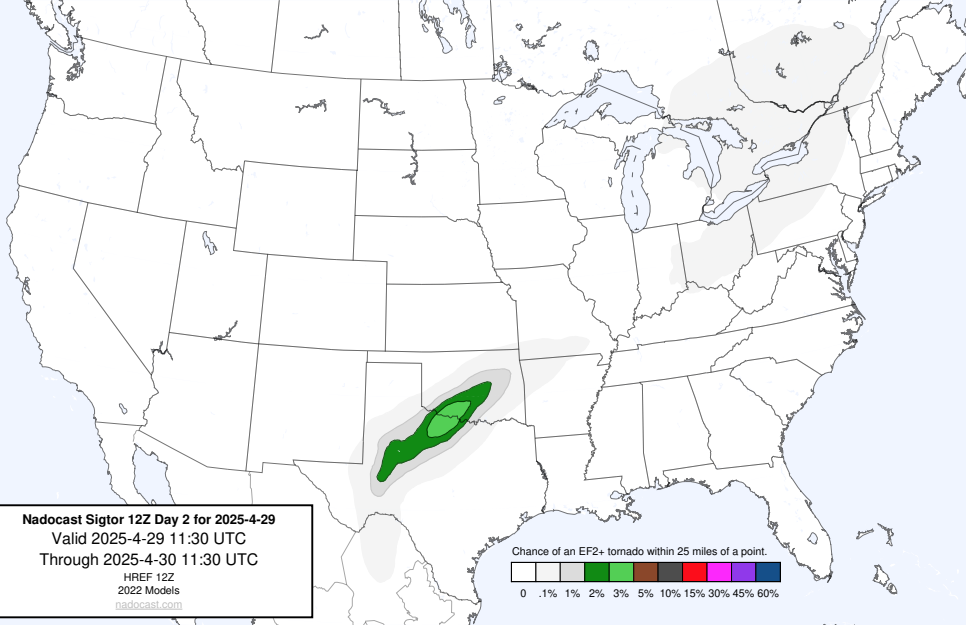 Nadocast Sigtor 12Z Day 2 for 2025-4-29
Valid 2025-4-29 11:30 UTC
Through 2025-4-30 11:30 UTC
HREF 12Z
2022 Models
nadocast.com
Chance of an EF2+ tornado within 25 miles of a point.
0 .1% 1% 2% 3% 5% 10% 15% 30% 45% 60%